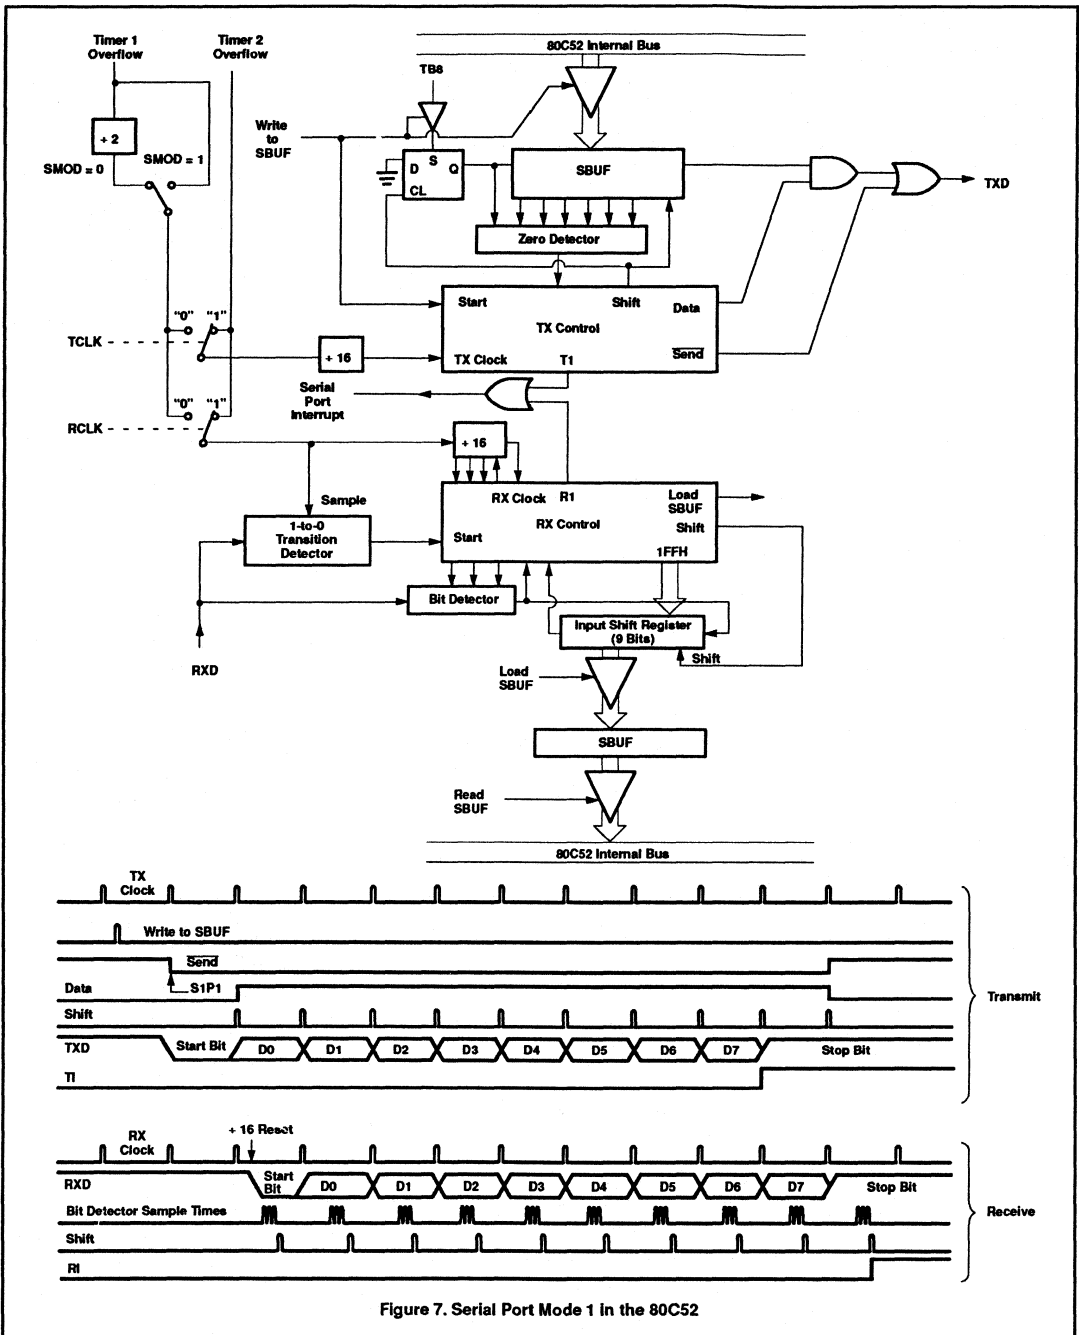 Timer 1
Overflow
Timer 2
Overflow
80C52 Internal Bus
TB8
Write
to
SBUF
÷ 2
SMOD = 0
SMOD = 1
S
D
Q
CL
SBUF
TXD
Zero Detector
Start
Shift
Data
TX Control
"0"
"1"
TCLK
÷ 16
TX Clock
T1
Send
Serial
Port
Interrupt
"0"
"1"
RCLK
÷ 16
Sample
RX Clock
R1
Load
SBUF
RX Control
Shift
1-to-0
Transition
Detector
Start
1FFH
Bit Detector
Input Shift Register
(9 Bits)
Shift
RXD
Load
SBUF
SBUF
Read
SBUF
80C52 Internal Bus
TX
Clock
Write to SBUF
Send
Data
S1P1
Transmit
Shift
TXD
Start Bit
D0
D1
D2
D3
D4
D5
D6
D7
Stop Bit
TI
÷ 16 Reset
RX
Clock
RXD
Start
Bit
D0
D1
D2
D3
D4
D5
D6
D7
Stop Bit
Bit Detector Sample Times
Receive
Shift
RI
Figure 7. Serial Port Mode 1 in the 80C52